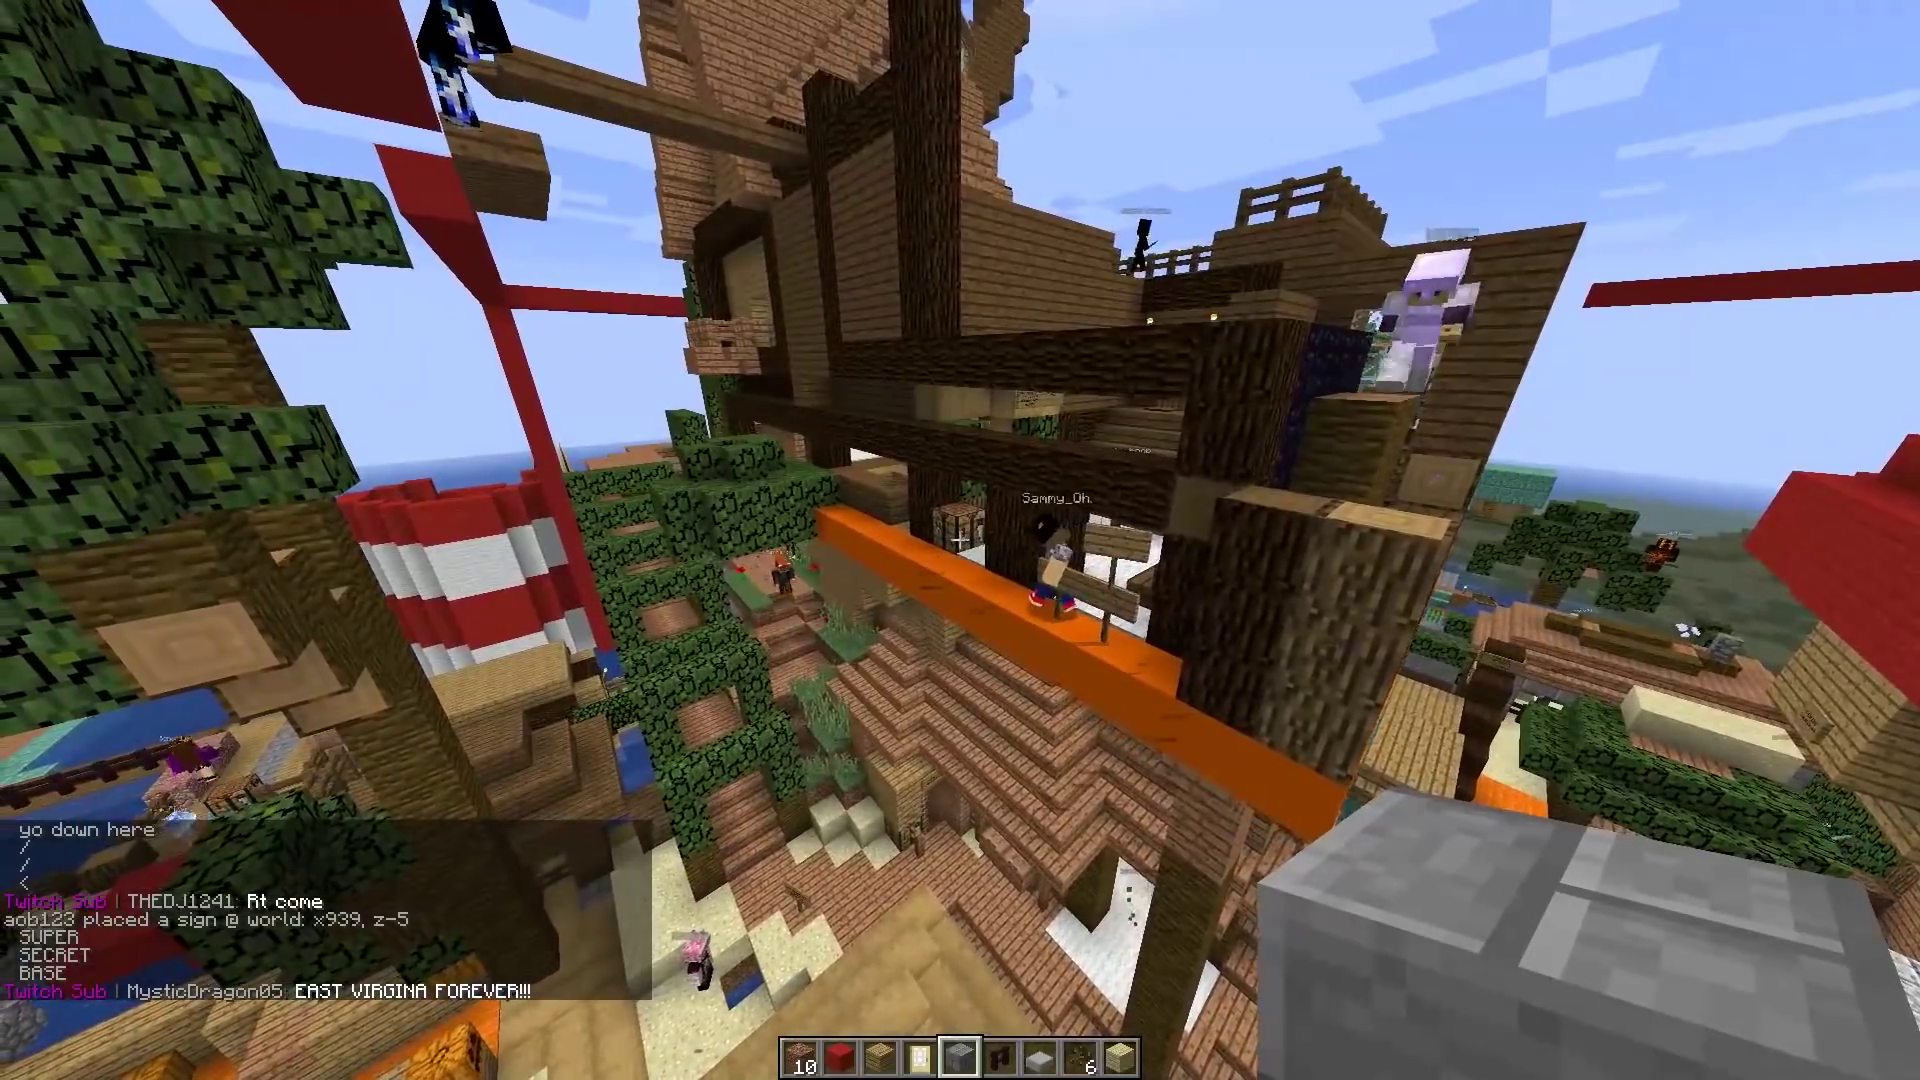 Sammy_Oh.
yo down here
/
/
<
Twitch Sub | THEDJ1241: Rt come
aob123 placed a sign @ world: x939, z-5
SUPER
SECRET
BASE
Twitch Sub | MysticDragon05: EAST VIRGINA FOREVER!!!
10
6